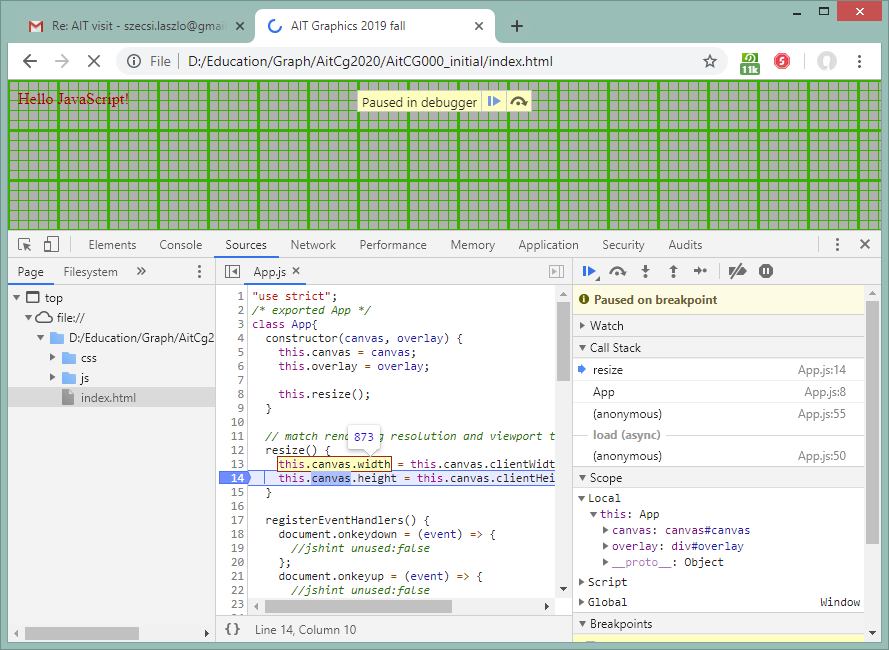 Re: AIT visit - szecsi.laszlo@gmai
AIT Graphics 2019 fall
File D:/Education/Graph/AitCg2020/AitCG000_initial/index.html
11k
S
Hello JavaScript!
Paused in debugger
Elements Console Sources Network Performance Memory Application Security Audits
Page Filesystem »
App.js
top
file://
D:/Education/Graph/AitCg2
css
js
index.html
1 "use strict";
2 /* exported App */
3 class App{
4 constructor(canvas, overlay) {
5 this.canvas = canvas;
6 this.overlay = overlay;
7
8 this.resize();
9 }
10
873
11 // match rendering resolution and viewport t
12 resize() {
13 this.canvas.width = this.canvas.clientWidt
14 this.canvas.height = this.canvas.clientHei
15 }
16
17 registerEventHandlers() {
18 document.onkeydown = (event) => {
19 //jshint unused:false
20 };
21 document.onkeyup = (event) => {
22 //jshint unused:false
23
{} Line 14, Column 10
Paused on breakpoint
Watch
Call Stack
resize App.js:14
App App.js:8
(anonymous) App.js:55
load (async)
(anonymous) App.js:50
Scope
Local
this: App
canvas: canvas#canvas
overlay: div#overlay
__proto__: Object
Script
Global Window
Breakpoints